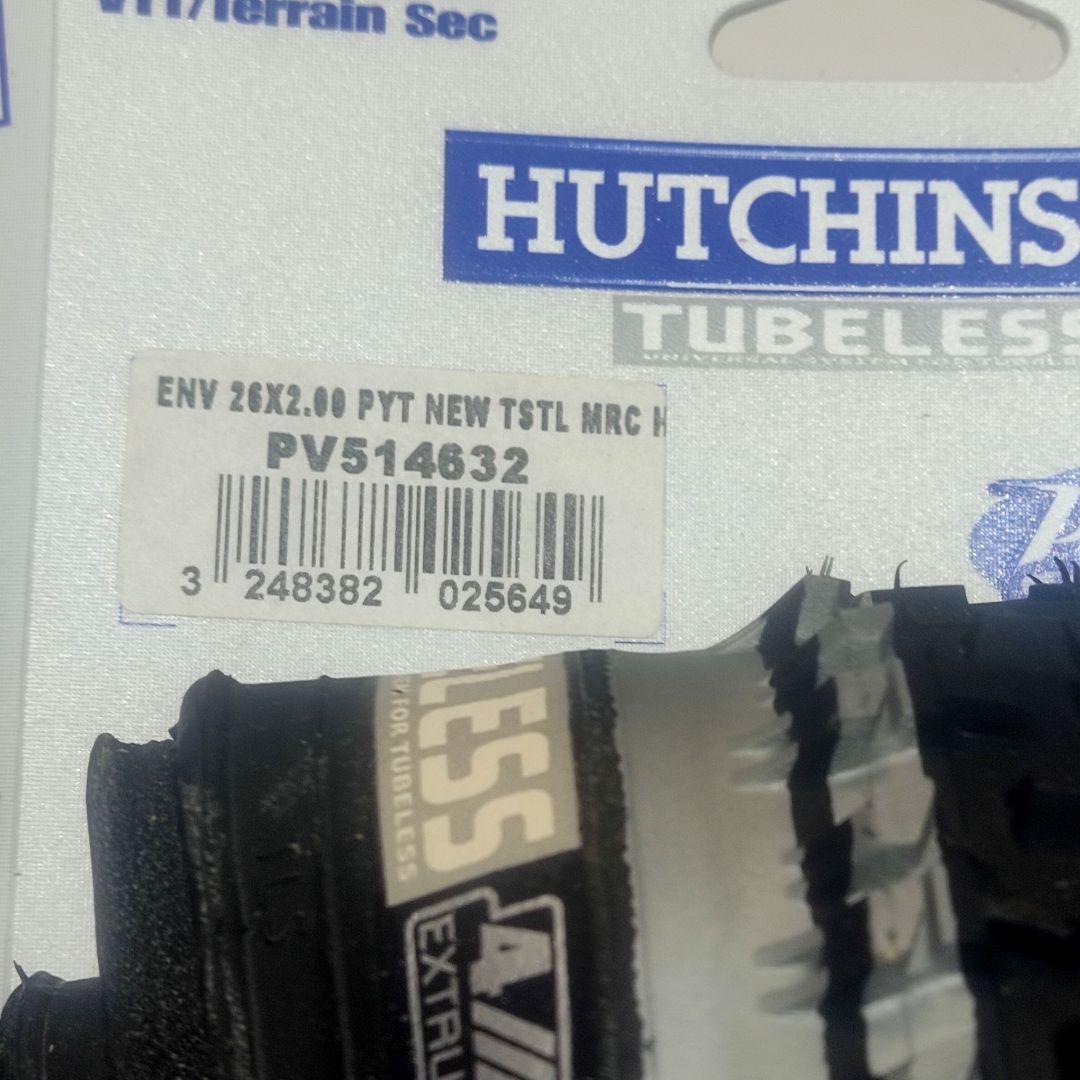 VTT/Terrain Sec
HUTCHINS
TUBELESS
ENV 26X2.00 PYT NEW TSTL MRC H
PV514632
3 248382 025649
LESS
FOR TUBELESS
EXTRU